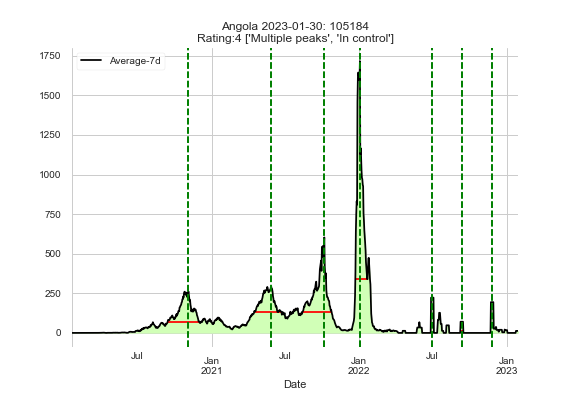 Angola 2023-01-30: 105184
Rating:4 ['Multiple peaks', 'In control']
Average-7d
1750
1500
1250
1000
750
500
250
0
Jul
Jan
2021
Jul
Jan
2022
Jul
Jan
2023
Date